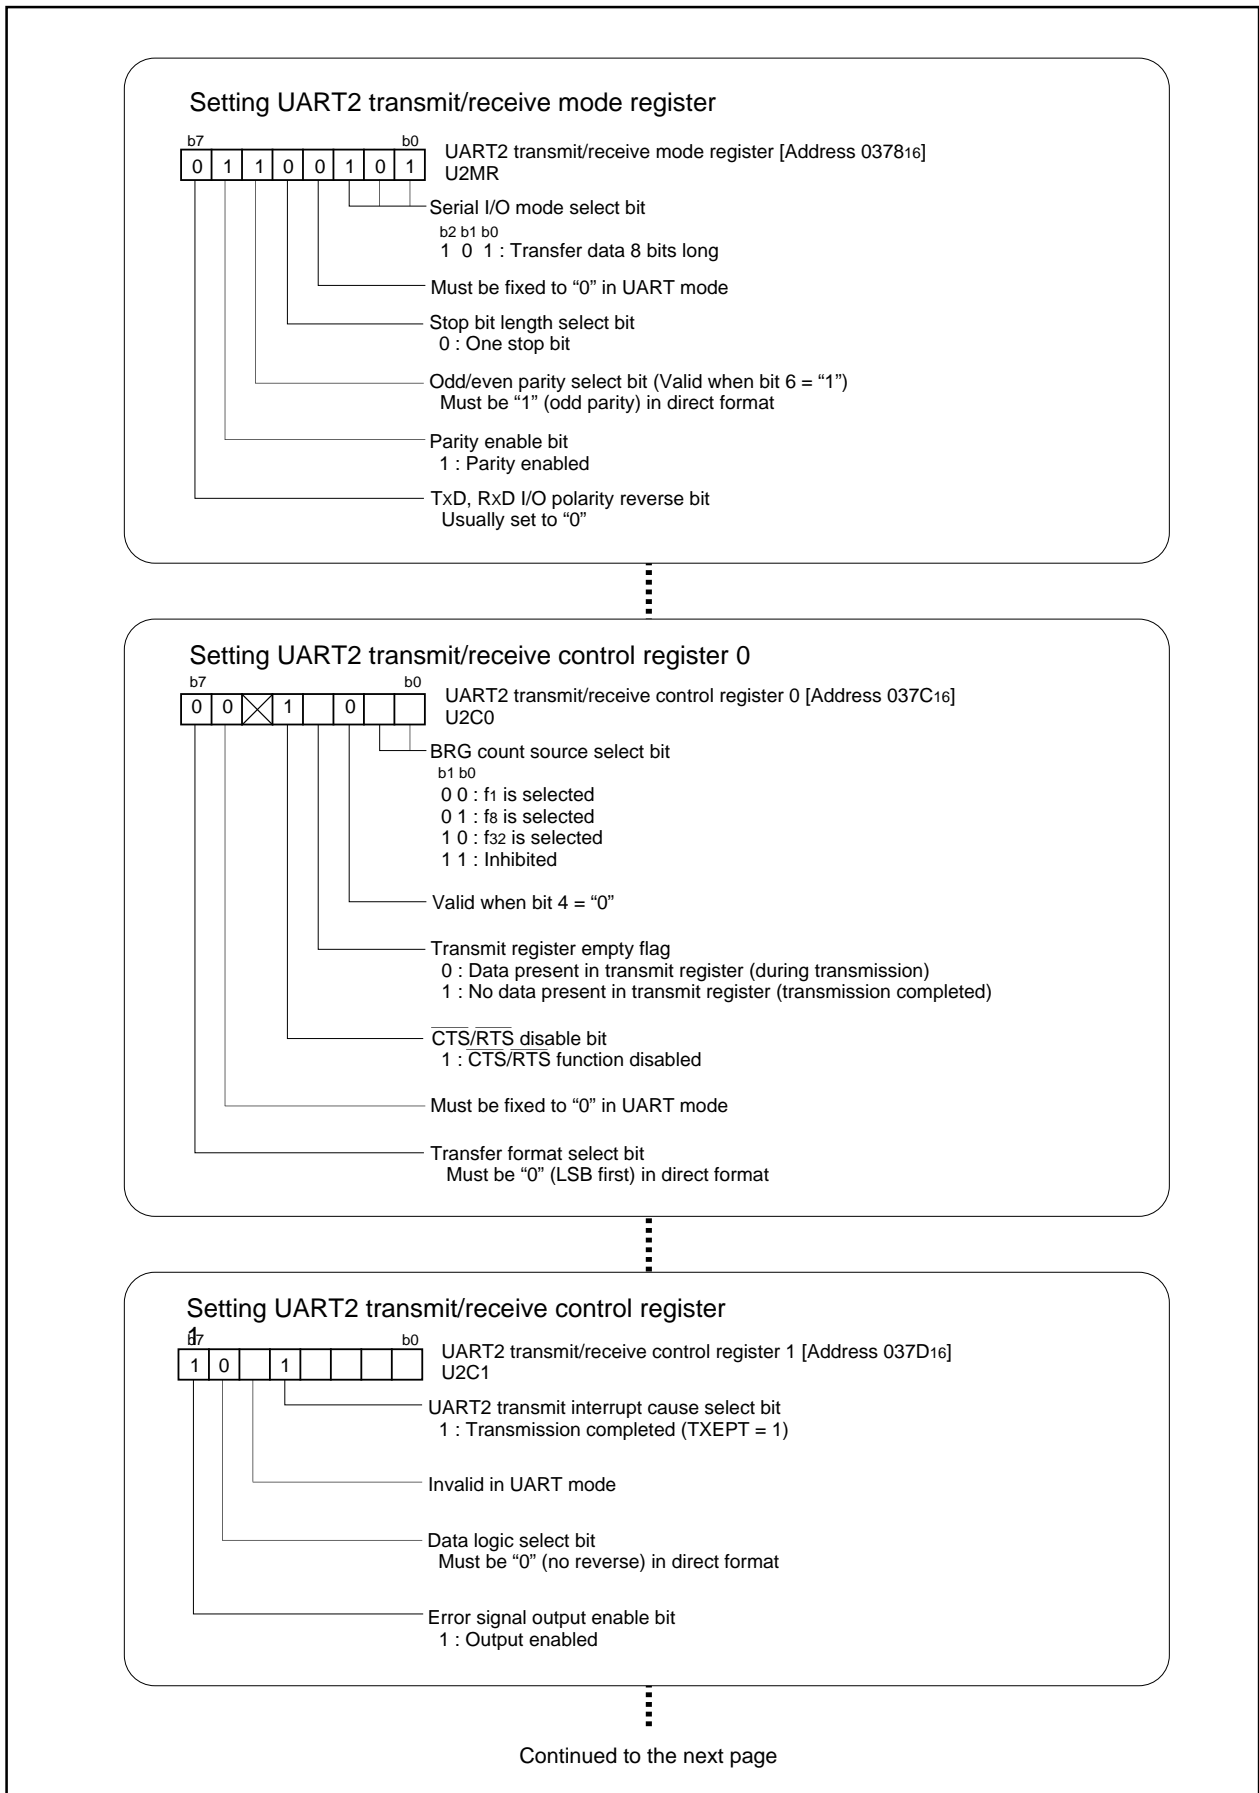 Setting UART2 transmit/receive mode register
b7 b0
0 1 1 0 0 1 0 1
UART2 transmit/receive mode register [Address 037816]
U2MR
Serial I/O mode select bit
b2 b1 b0
1 0 1 : Transfer data 8 bits long
Must be fixed to “0” in UART mode
Stop bit length select bit
0 : One stop bit
Odd/even parity select bit (Valid when bit 6 = “1”)
Must be “1” (odd parity) in direct format
Parity enable bit
1 : Parity enabled
TxD, RxD I/O polarity reverse bit
Usually set to “0”
Setting UART2 transmit/receive control register 0
b7 b0
0 0 1 0
UART2 transmit/receive control register 0 [Address 037C16]
U2C0
BRG count source select bit
b1 b0
0 0 : f1 is selected
0 1 : f8 is selected
1 0 : f32 is selected
1 1 : Inhibited
Valid when bit 4 = “0”
Transmit register empty flag
0 : Data present in transmit register (during transmission)
1 : No data present in transmit register (transmission completed)
CTS/RTS disable bit
1 : CTS/RTS function disabled
Must be fixed to “0” in UART mode
Transfer format select bit
Must be “0” (LSB first) in direct format
Setting UART2 transmit/receive control register
1
b7 b0
1 0 1
UART2 transmit/receive control register 1 [Address 037D16]
U2C1
UART2 transmit interrupt cause select bit
1 : Transmission completed (TXEPT = 1)
Invalid in UART mode
Data logic select bit
Must be “0” (no reverse) in direct format
Error signal output enable bit
1 : Output enabled
Continued to the next page